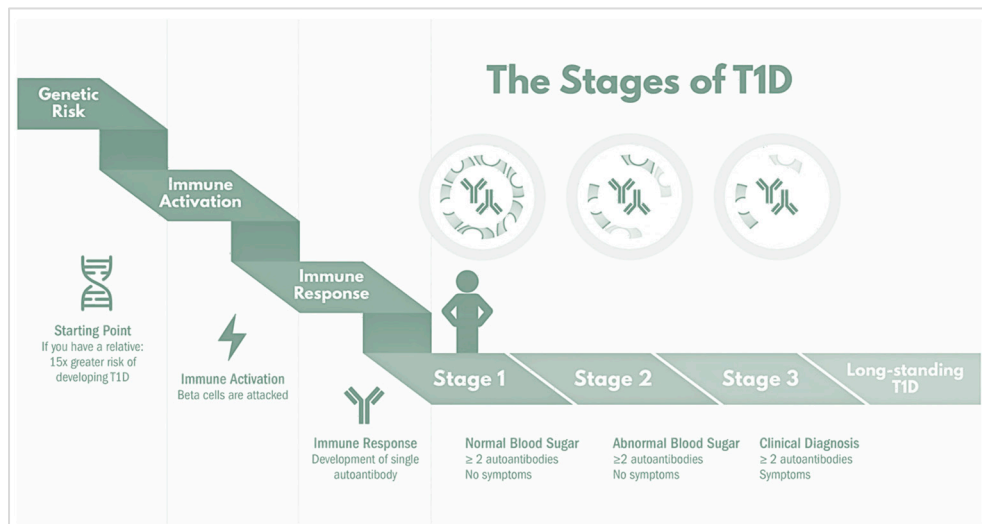 The Stages of T1D
Genetic
Risk
Immune
Activation
Immune
Response
Starting Point
If you have a relative:
15x greater risk of
developing T1D
Immune Activation
Beta cells are attacked
Immune Response
Development of single
autoantibody
Stage 1
Stage 2
Stage 3
Long-standing
T1D
Normal Blood Sugar
≥ 2 autoantibodies
No symptoms
Abnormal Blood Sugar
≥2 autoantibodies
No symptoms
Clinical Diagnosis
≥ 2 autoantibodies
Symptoms